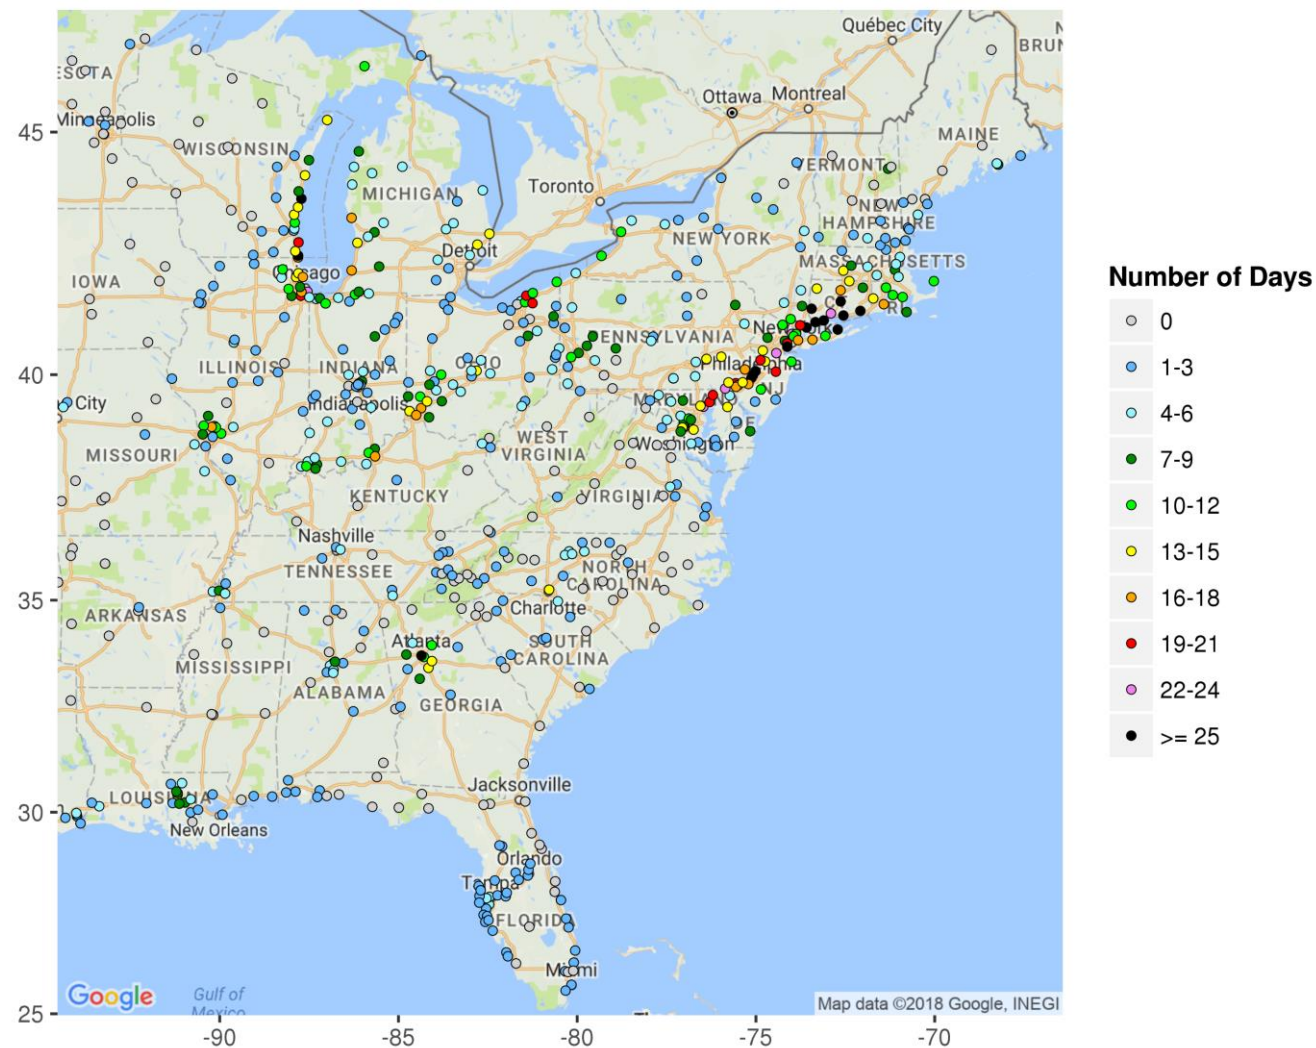 Québec City
N
BRUN
ESOTA
Ottawa
Montreal
Minneapolis
45
MAINE
WISCONSIN
VERMONT
Toronto
MICHIGAN
NEW
HAMPSHIRE
NEW YORK
Detroit
MASSACHUSETTS
Chicago
IOWA
C
RI
New York
PENNSYLVANIA
ILLINOIS
INDIANA
OHIO
Philadelphia
40
MARYLAND
NJ
City
Indianapolis
DE
WEST
VIRGINIA
Washington
MISSOURI
KENTUCKY
VIRGINIA
Nashville
TENNESSEE
NORTH
CAROLINA
35
ARKANSAS
Charlotte
Atlanta
SOUTH
CAROLINA
MISSISSIPPI
ALABAMA
GEORGIA
Jacksonville
LOUISIANA
30
New Orleans
Orlando
Tampa
FLORIDA
Miami
Google
Gulf of
Mexico
Map data ©2018 Google, INEGI
25
-90
-85
-80
-75
-70
Number of Days
0
1-3
4-6
7-9
10-12
13-15
16-18
19-21
22-24
>= 25